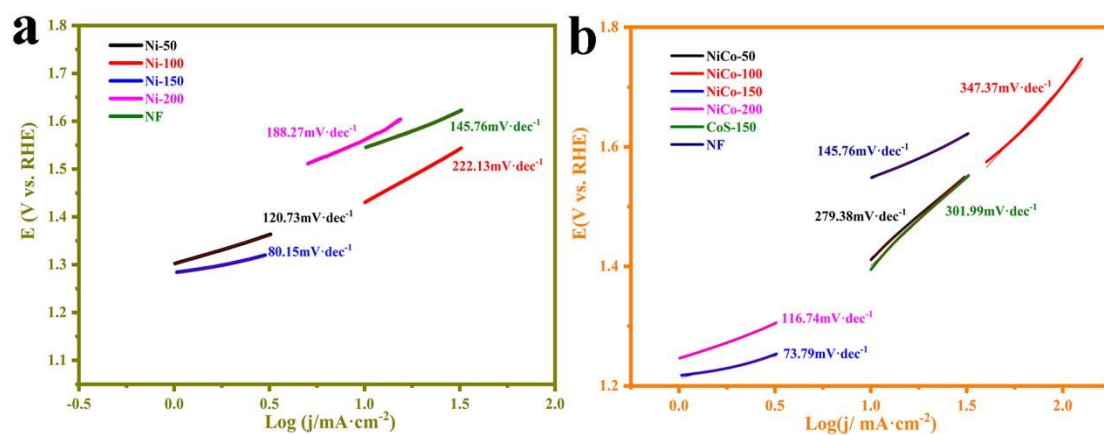 a
E (V vs. RHE)
1.8
1.7
1.6
1.5
1.4
1.3
1.2
1.1
Ni-50
Ni-100
Ni-150
Ni-200
NF
188.27mV·dec⁻¹
145.76mV·dec⁻¹
222.13mV·dec⁻¹
120.73mV·dec⁻¹
80.15mV·dec⁻¹
-0.5 0.0 0.5 1.0 1.5 2.0
Log (j/mA·cm⁻²)
b
E(V vs. RHE)
1.8
1.6
1.4
1.2
NiCo-50
NiCo-100
NiCo-150
NiCo-200
CoS-150
NF
347.37mV·dec⁻¹
145.76mV·dec⁻¹
279.38mV·dec⁻¹
301.99mV·dec⁻¹
116.74mV·dec⁻¹
73.79mV·dec⁻¹
0.0 0.5 1.0 1.5 2.0
Log(j/ mA·cm⁻²)